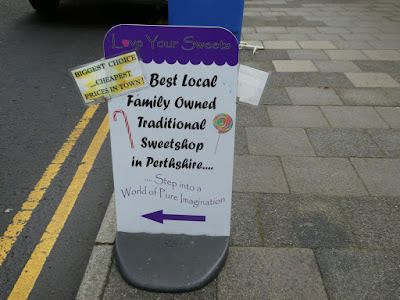 Love Your Sweets
BIGGEST CHOICE
...CHEAPEST
PRICES IN TOWN!
Best Local
Family Owned
Traditional
Sweetshop
in Perthshire....
.... Step into a
World of Pure Imagination